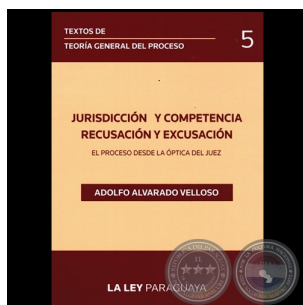 TEXTOS DE
TEORÍA GENERAL DEL PROCESO
5
JURISDICCIÓN Y COMPETENCIA
RECUSACIÓN Y EXCUSACIÓN
EL PROCESO DESDE LA ÓPTICA DEL JUEZ
ADOLFO ALVARADO VELLOSO
LA LEY PARAGUAYA